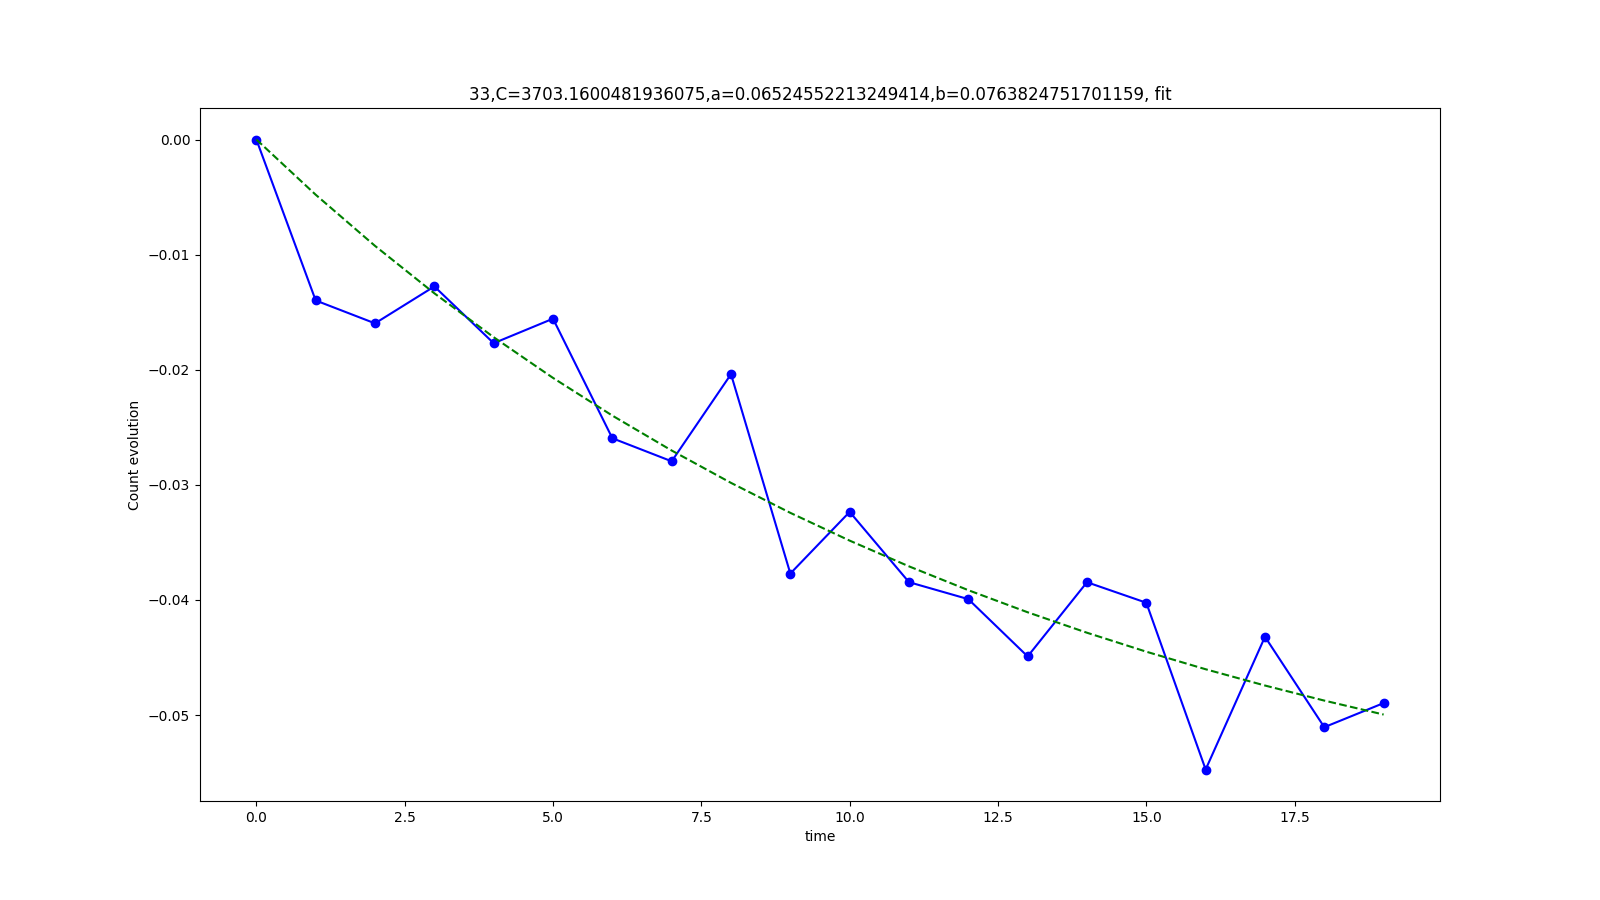 33,C=3703.1600481936075,a=0.06524552213249414,b=0.0763824751701159, fit
0.00
−0.01
−0.02
−0.03
−0.04
−0.05
Count evolution
0.0 2.5 5.0 7.5 10.0 12.5 15.0 17.5
time